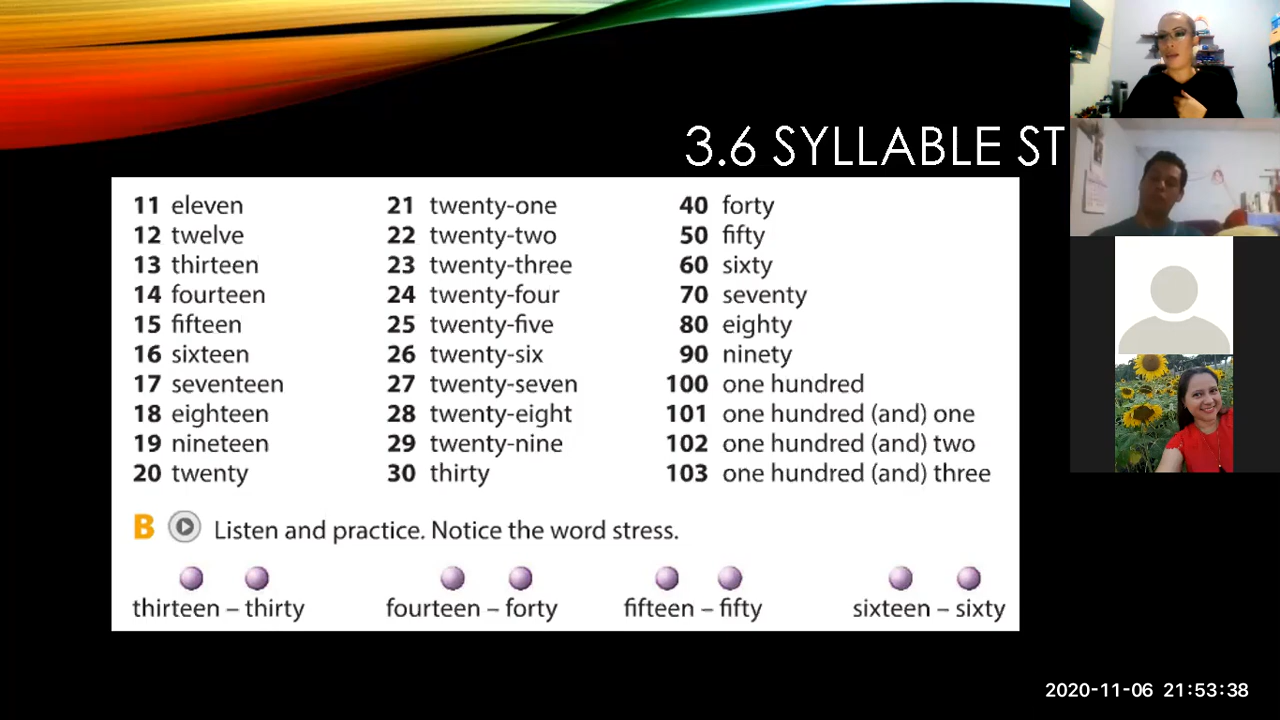 3.6 SYLLABLE ST
11 eleven
12 twelve
13 thirteen
14 fourteen
15 fifteen
16 sixteen
17 seventeen
18 eighteen
19 nineteen
20 twenty
21 twenty-one
22 twenty-two
23 twenty-three
24 twenty-four
25 twenty-five
26 twenty-six
27 twenty-seven
28 twenty-eight
29 twenty-nine
30 thirty
40 forty
50 fifty
60 sixty
70 seventy
80 eighty
90 ninety
100 one hundred
101 one hundred (and) one
102 one hundred (and) two
103 one hundred (and) three
B Listen and practice. Notice the word stress.
thirteen – thirty fourteen – forty fifteen – fifty sixteen – sixty
2020-11-06 21:53:38